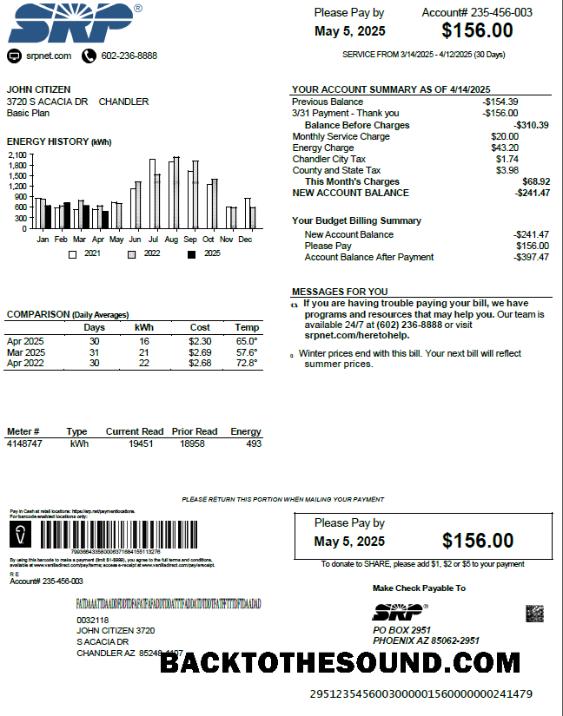 SRP®
srpnet.com 602-236-8888
Please Pay by Account# 235-456-003
May 5, 2025 $156.00
SERVICE FROM 3/14/2025 - 4/12/2025 (30 Days)
JOHN CITIZEN
3720 S ACACIA DR CHANDLER
Basic Plan
ENERGY HISTORY (kWh)
2,100
1,800
1,500
1,200
900
600
300
0
Jan Feb Mar Apr May Jun Jul Aug Sep Oct Nov Dec
2021 2022 2025
YOUR ACCOUNT SUMMARY AS OF 4/14/2025
Previous Balance -$154.39
3/31 Payment - Thank you -$156.00
Balance Before Charges -$310.39
Monthly Service Charge $20.00
Energy Charge $43.20
Chandler City Tax $1.74
County and State Tax $3.98
This Month's Charges $68.92
NEW ACCOUNT BALANCE -$241.47
Your Budget Billing Summary
New Account Balance -$241.47
Please Pay $156.00
Account Balance After Payment -$397.47
MESSAGES FOR YOU
If you are having trouble paying your bill, we have
programs and resources that may help you. Our team is
available 24/7 at (602) 236-8888 or visit
srpnet.com/heretohelp.
Winter prices end with this bill. Your next bill will reflect
summer prices.
COMPARISON (Daily Averages)
Days kWh Cost Temp
Apr 2025 30 16 $2.30 65.0°
Mar 2025 31 21 $2.69 57.6°
Apr 2022 30 22 $2.68 72.8°
Meter # Type Current Read Prior Read Energy
4148747 kWh 19451 18958 493
PLEASE RETURN THIS PORTION WHEN MAILING YOUR PAYMENT
Pay in Cash at retail locations: https://srp.net/paymentlocations.
For barcode enabled locations only:
By using this barcode to make a payment (limit $1-$999), you agree to the full terms and conditions,
available at www.vanilladirect.com/pay/terms; access e-receipt at www.vanilladirect.com/pay/ereceipt.
R E
Account# 235-456-003
Please Pay by
May 5, 2025 $156.00
To donate to SHARE, please add $1, $2 or $5 to your payment
Make Check Payable To
SRP
PO BOX 2951
PHOENIX AZ 85062-2951
0032118
JOHN CITIZEN 3720
S ACACIA DR
CHANDLER AZ 85248
BACKTOTHESOUND.COM